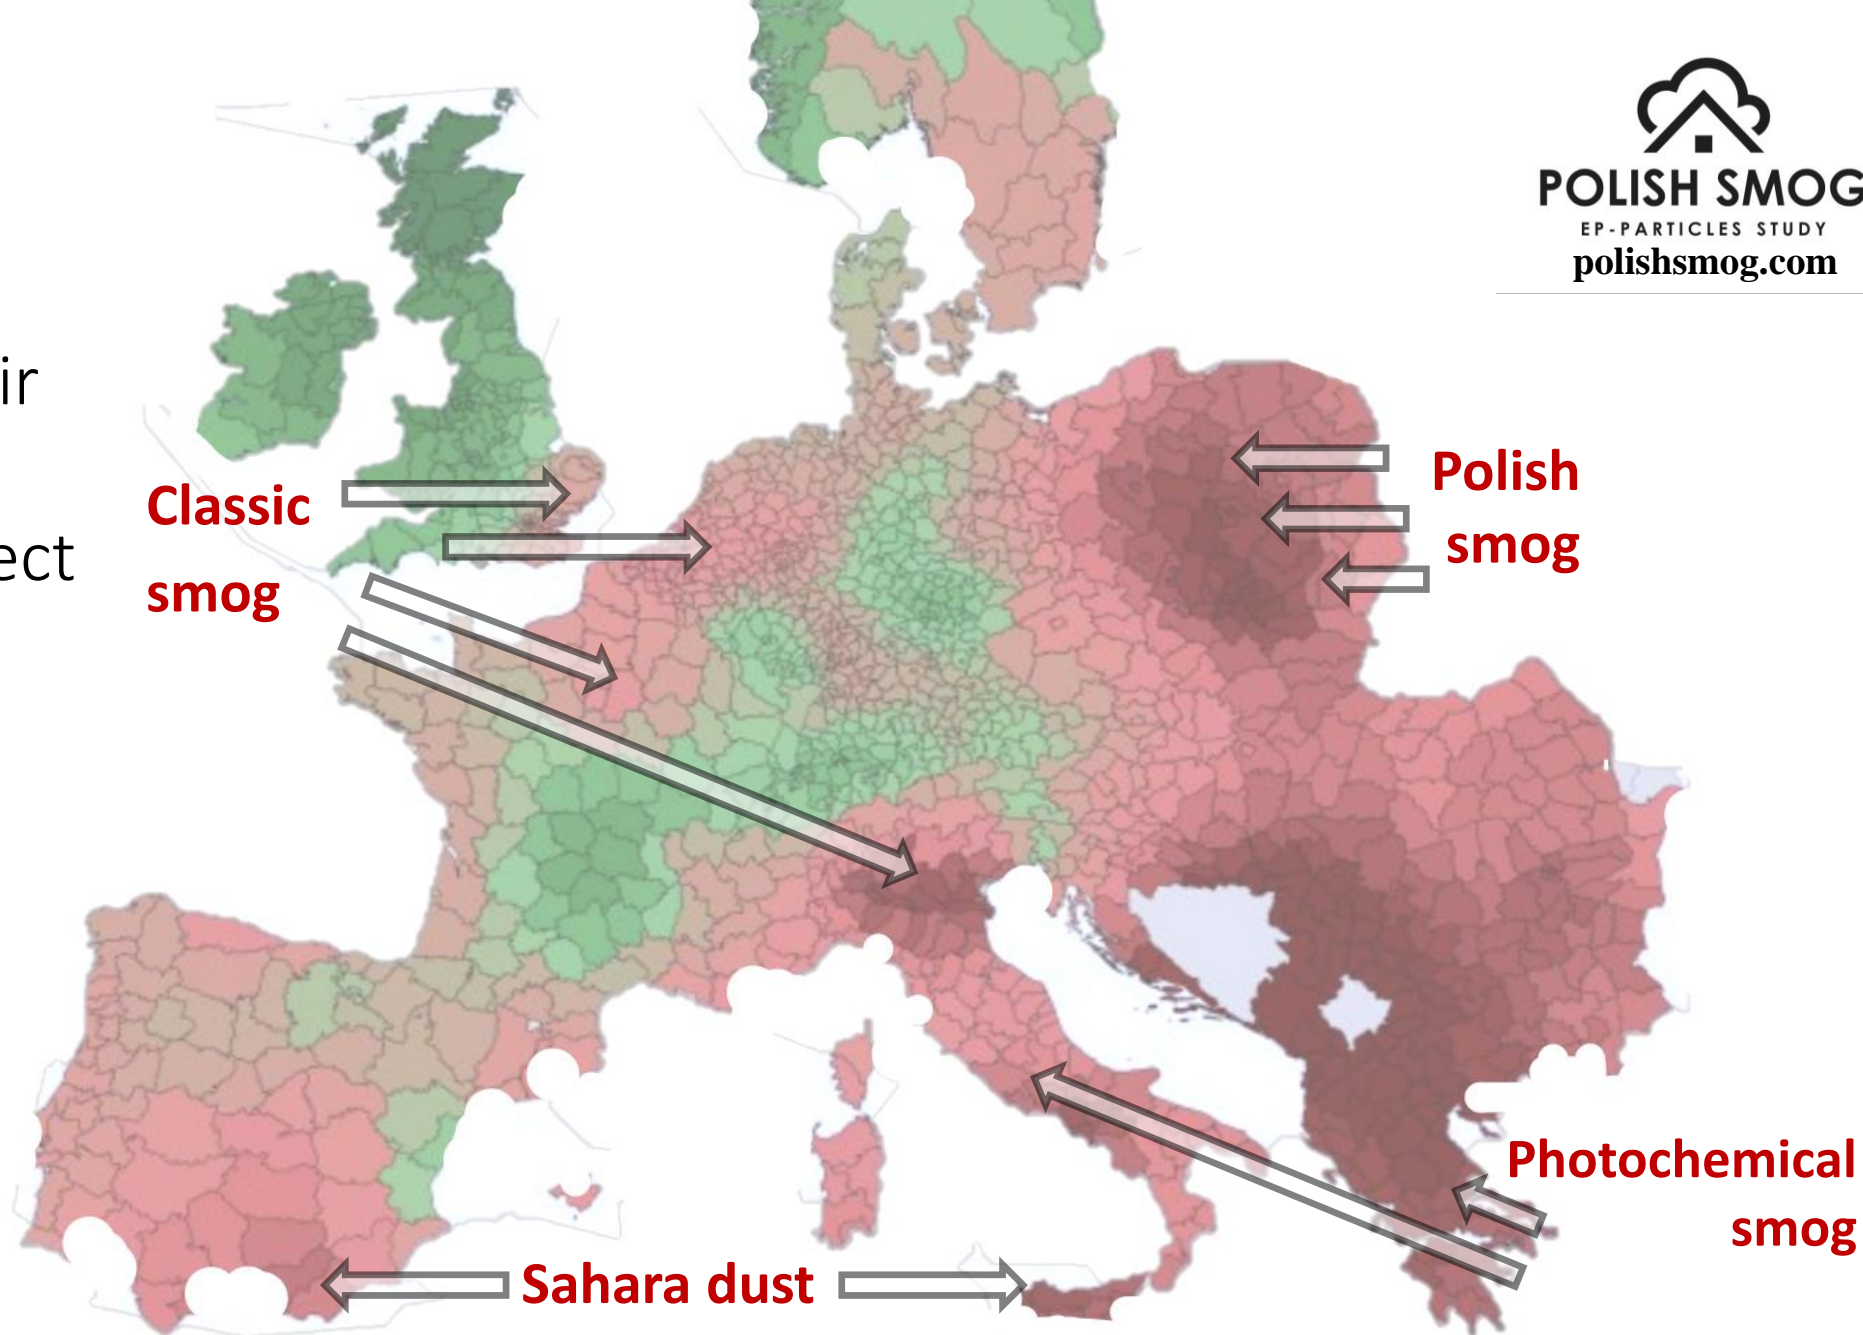 POLISH SMOG
EP-PARTICLES STUDY
polishsmog.com
ir
ect
Classic
smog
Polish
smog
Photochemical
smog
Sahara dust